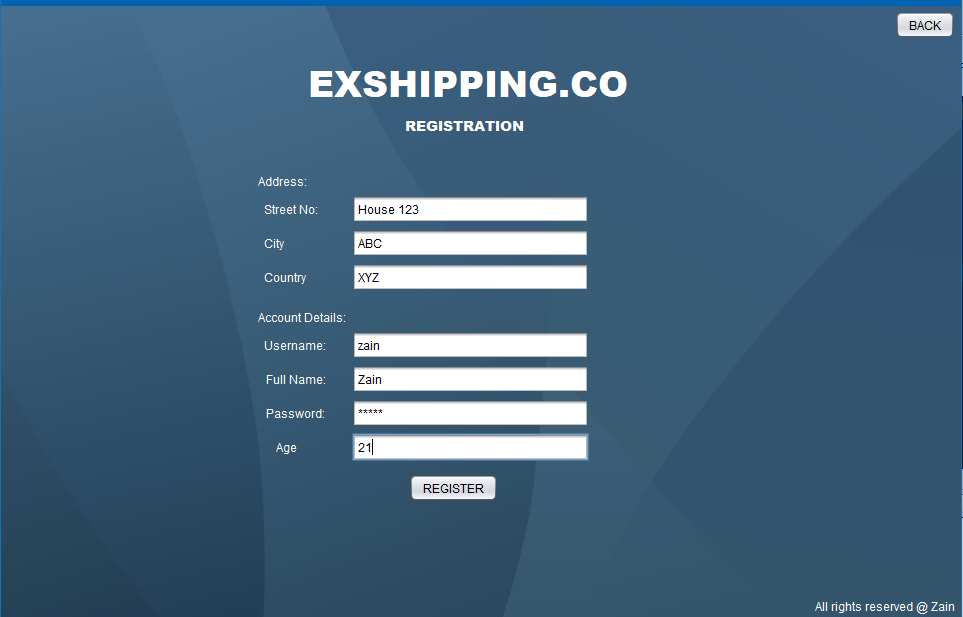 BACK
EXSHIPPING.CO
REGISTRATION
Address:
Street No: House 123
City ABC
Country XYZ
Account Details:
Username: zain
Full Name: Zain
Password: *****
Age 21
REGISTER
All rights reserved @ Zain